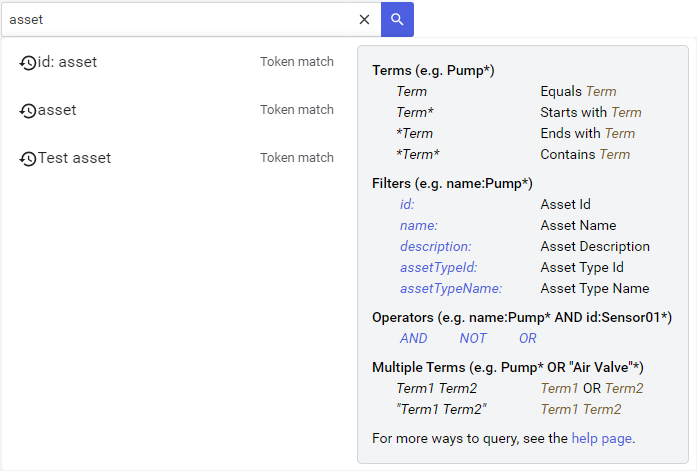 asset
id: asset Token match
asset Token match
Test asset Token match
Terms (e.g. Pump*)
Term Equals Term
Term* Starts with Term
*Term Ends with Term
*Term* Contains Term
Filters (e.g. name:Pump*)
id: Asset Id
name: Asset Name
description: Asset Description
assetTypeId: Asset Type Id
assetTypeName: Asset Type Name
Operators (e.g. name:Pump* AND id:Sensor01*)
AND NOT OR
Multiple Terms (e.g. Pump* OR "Air Valve"*)
Term1 Term2 Term1 OR Term2
"Term1 Term2" Term1 Term2
For more ways to query, see the help page.